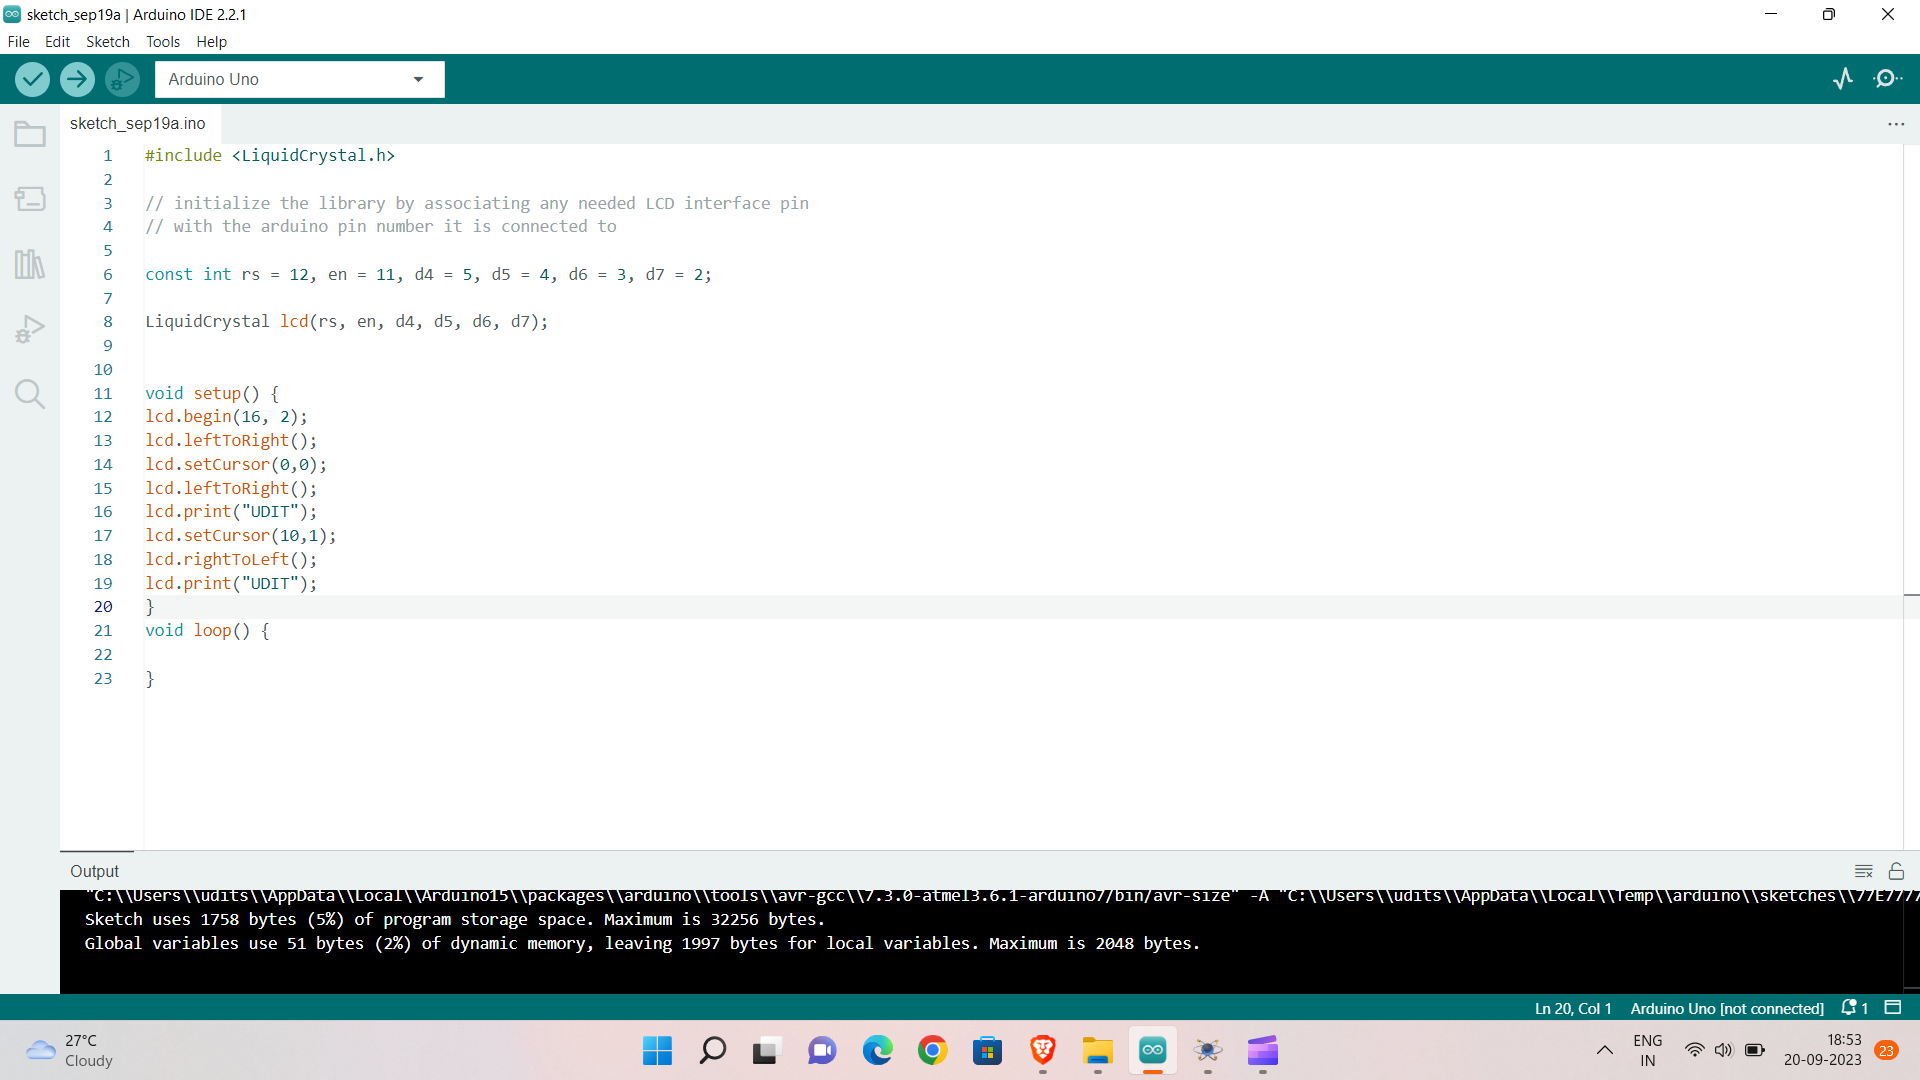 sketch_sep19a | Arduino IDE 2.2.1
File Edit Sketch Tools Help
Arduino Uno
sketch_sep19a.ino
1 #include <LiquidCrystal.h>
2
3 // initialize the library by associating any needed LCD interface pin
4 // with the arduino pin number it is connected to
5
6 const int rs = 12, en = 11, d4 = 5, d5 = 4, d6 = 3, d7 = 2;
7
8 LiquidCrystal lcd(rs, en, d4, d5, d6, d7);
9
10
11 void setup() {
12 lcd.begin(16, 2);
13 lcd.leftToRight();
14 lcd.setCursor(0,0);
15 lcd.leftToRight();
16 lcd.print("UDIT");
17 lcd.setCursor(10,1);
18 lcd.rightToLeft();
19 lcd.print("UDIT");
20 }
21 void loop() {
22
23 }
Output
"C:\\Users\\udits\\AppData\\Local\\Arduino15\\packages\\arduino\\tools\\avr-gcc\\7.3.0-atmel3.6.1-arduino7/bin/avr-size" -A "C:\\Users\\udits\\AppData\\Local\\Temp\\arduino\\sketches\\
Sketch uses 1758 bytes (5%) of program storage space. Maximum is 32256 bytes.
Global variables use 51 bytes (2%) of dynamic memory, leaving 1997 bytes for local variables. Maximum is 2048 bytes.
Ln 20, Col 1 Arduino Uno [not connected] 1
27°C
Cloudy
ENG
IN
18:53
20-09-2023
23